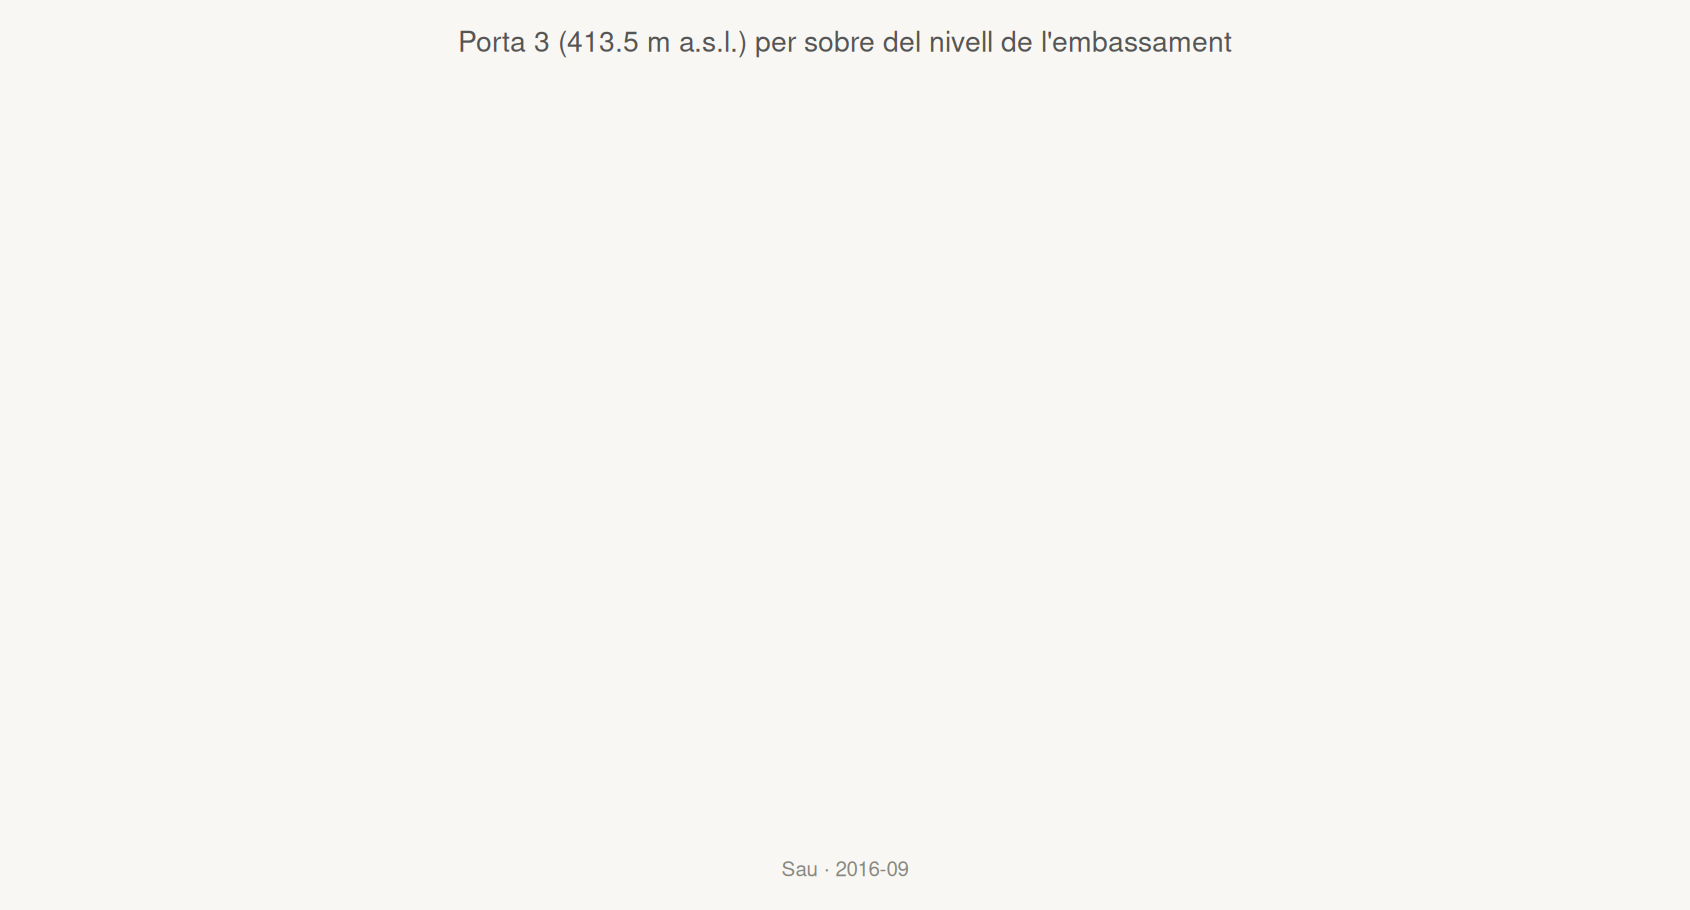 Porta 3 (413.5 m a.s.l.) per sobre del nivell de l'embassament
Sau · 2016-09